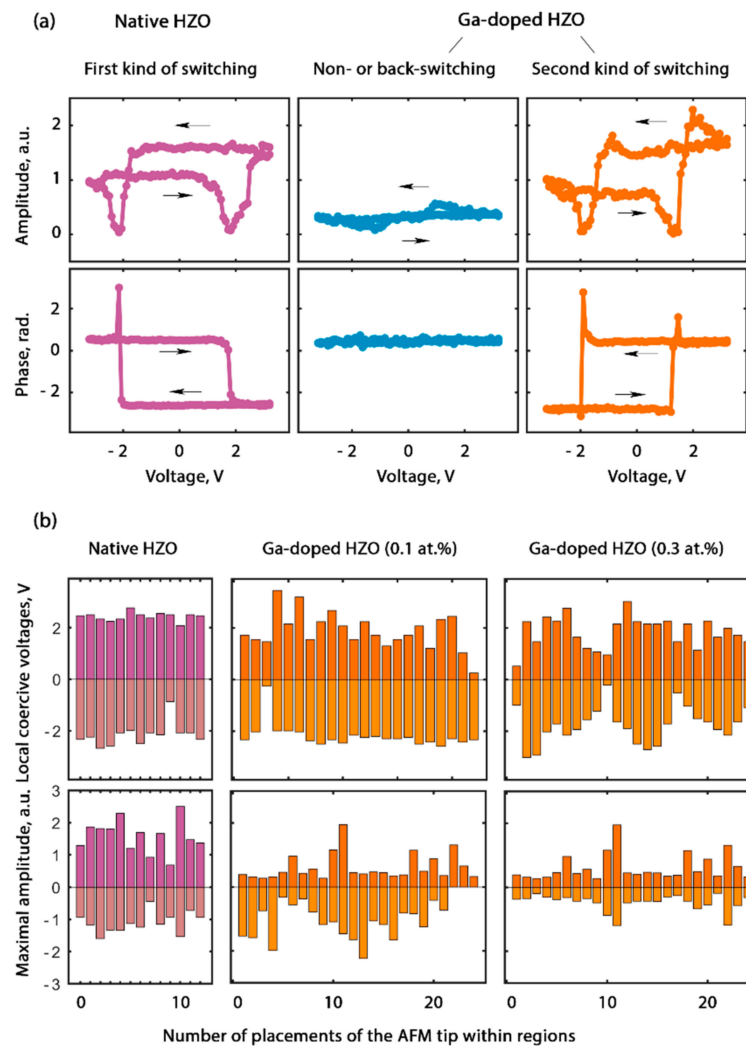 (a)
Native HZO
Ga-doped HZO
First kind of switching
Non- or back-switching
Second kind of switching
Amplitude, a.u.
2
1
0
Phase, rad.
2
0
- 2
- 2
0
2
- 2
0
2
- 2
0
2
Voltage, V
Voltage, V
Voltage, V
(b)
Native HZO
Ga-doped HZO (0.1 at.%)
Ga-doped HZO (0.3 at.%)
Local coercive voltages, V
2
0
-2
Maximal amplitude, a.u.
3
2
1
0
-1
-2
-3
0
10
0
10
20
0
10
20
Number of placements of the AFM tip within regions